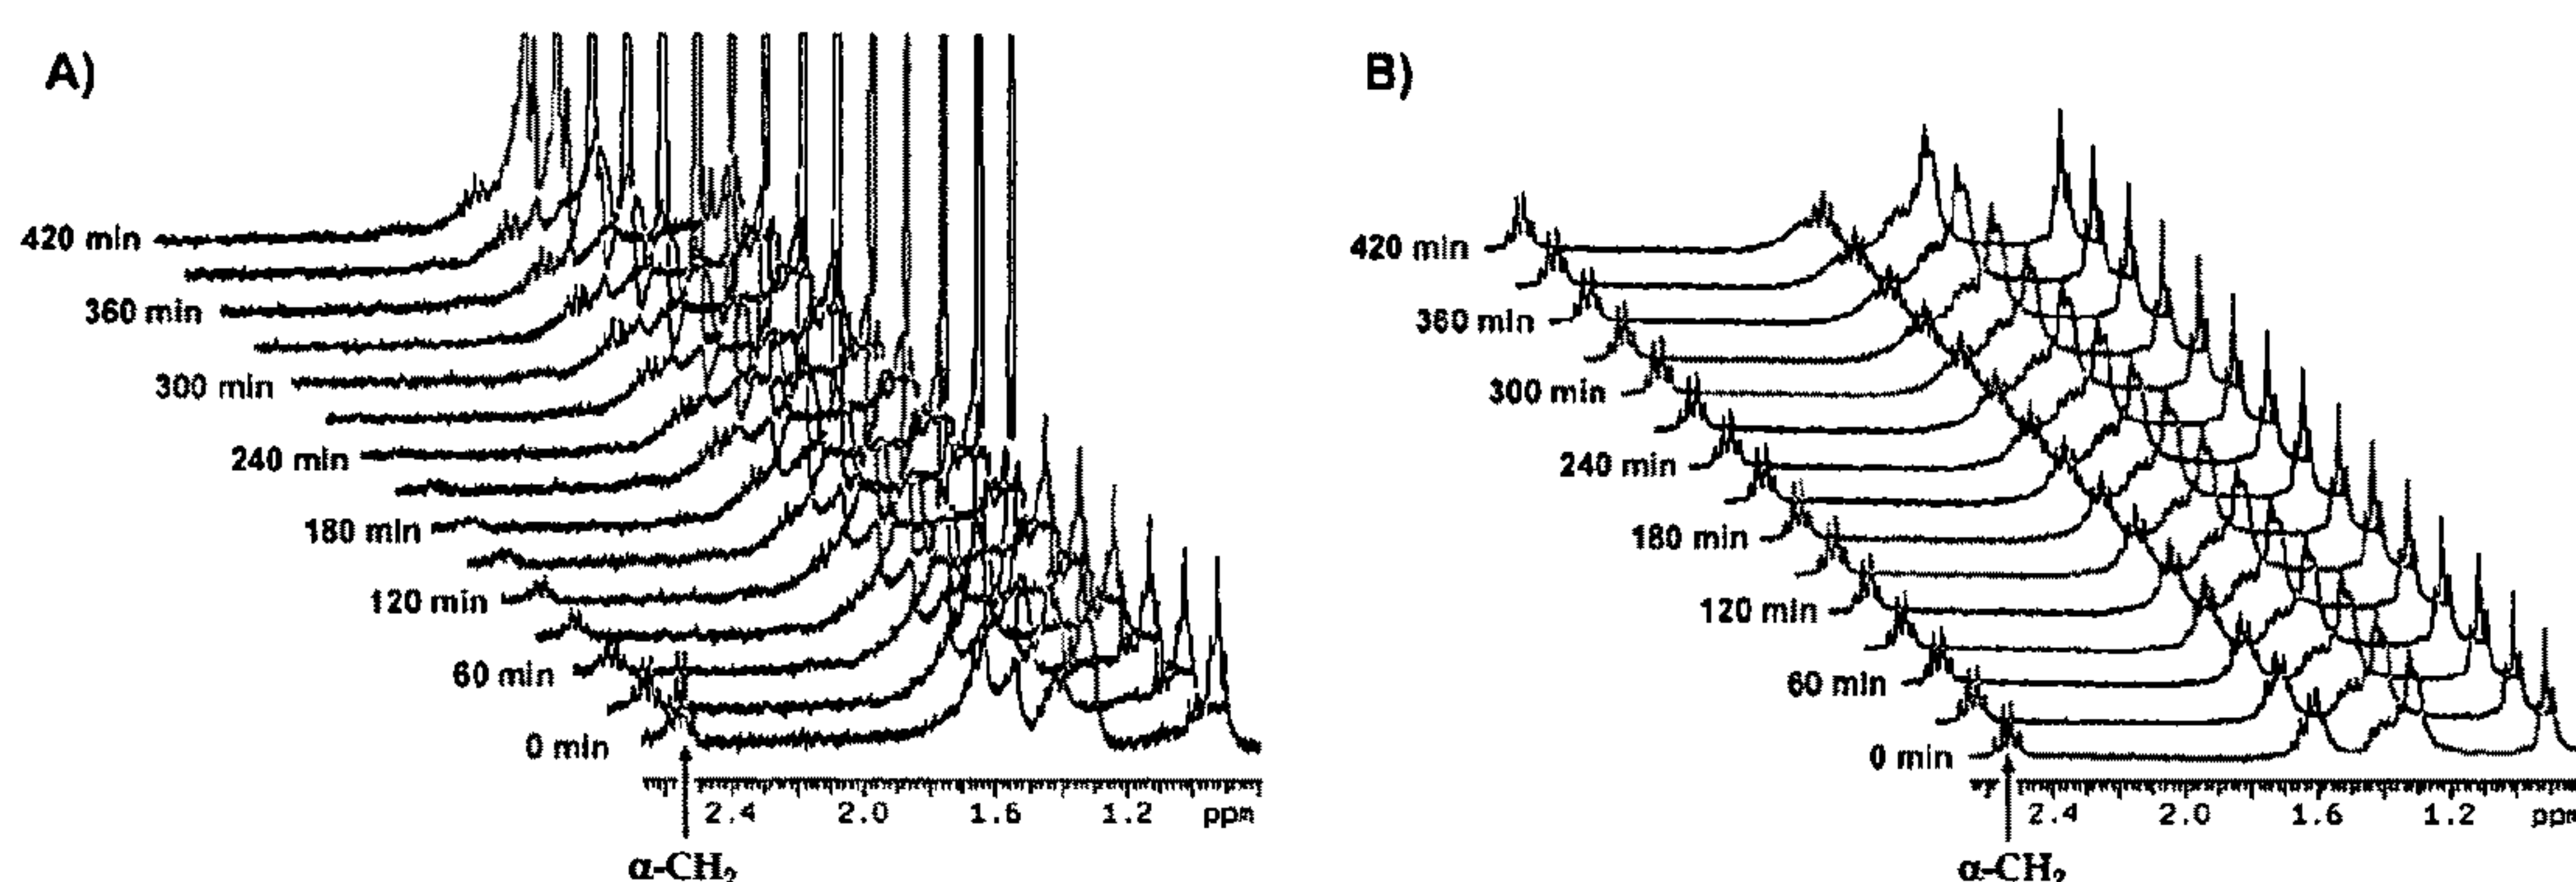 A)
420 min
360 min
300 min
240 min
180 min
120 min
60 min
0 min
2.4 2.0 1.6 1.2 ppm
α-CH₂
B)
420 min
360 min
300 min
240 min
180 min
120 min
60 min
0 min
2.4 2.0 1.6 1.2 ppm
α-CH₂